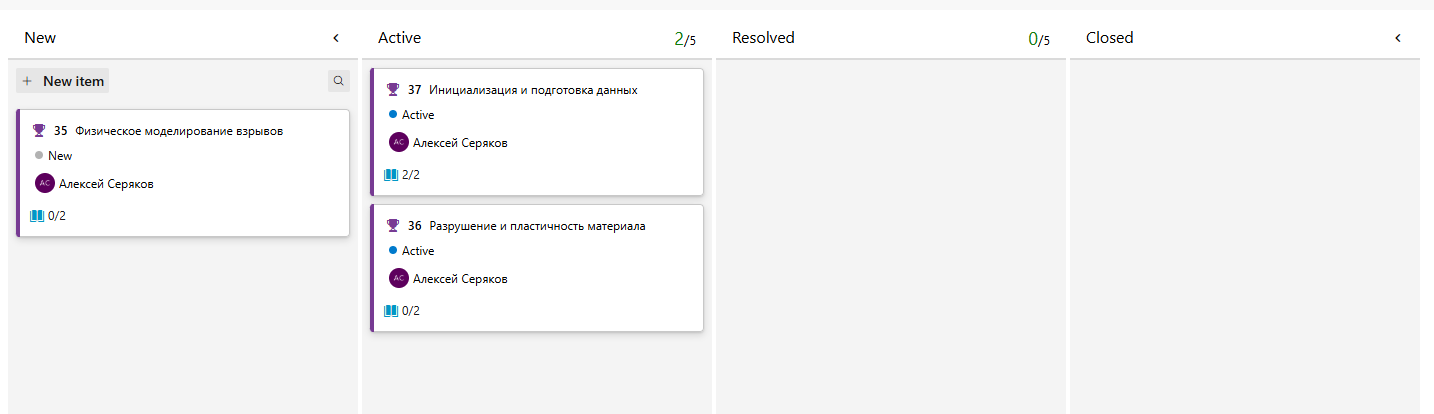 New
New item
35 Физическое моделирование взрывов
New
АС Алексей Серяков
0/2
Active 2/5
37 Инициализация и подготовка данных
Active
АС Алексей Серяков
2/2
36 Разрушение и пластичность материала
Active
АС Алексей Серяков
0/2
Resolved 0/5
Closed